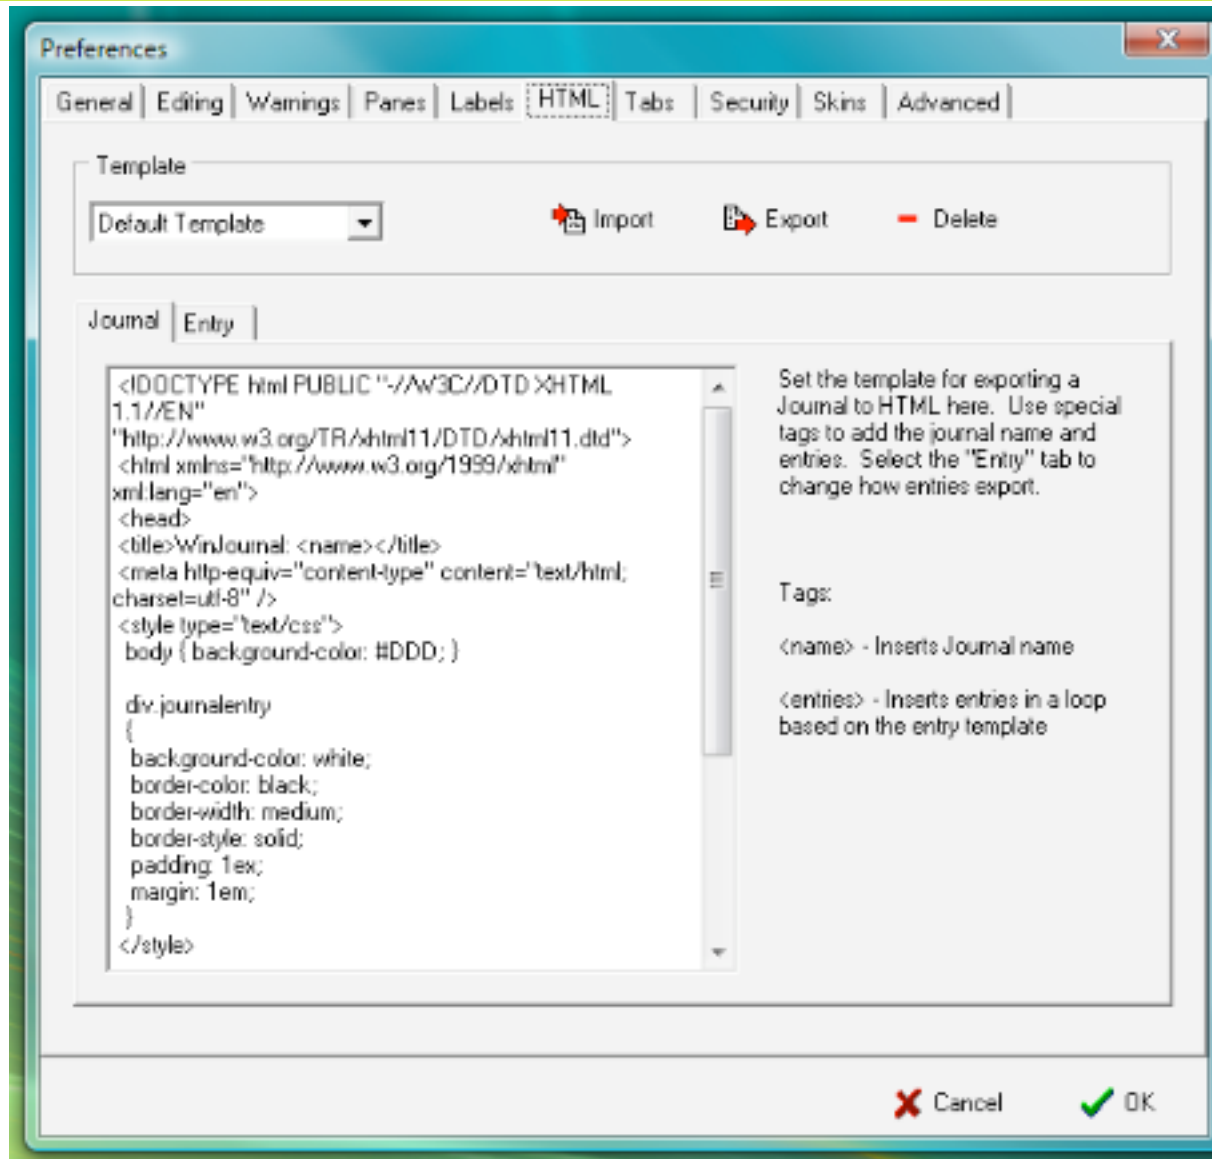 Preferences
General Editing Warnings Panes Labels HTML Tabs Security Skins Advanced
Template
Default Template Import Export Delete
Journal Entry
<!DOCTYPE html PUBLIC "-//W3C//DTD XHTML
1.1//EN"
"http://www.w3.org/TR/xhtml11/DTD/xhtml11.dtd">
<html xmlns="http://www.w3.org/1999/xhtml"
xml:lang="en">
<head>
<title>WinJournal: <name></title>
<meta http-equiv="content-type" content="text/html;
charset=utf-8" />
<style type="text/css">
body { background-color: #DDD; }
div.journalentry
{
background-color: white;
border-color: black;
border-width: medium;
border-style: solid;
padding: 1ex;
margin: 1em;
}
</style>
Set the template for exporting a
Journal to HTML here. Use special
tags to add the journal name and
entries. Select the "Entry" tab to
change how entries export.
Tags:
<name> - Inserts Journal name
<entries> - Inserts entries in a loop
based on the entry template
Cancel OK